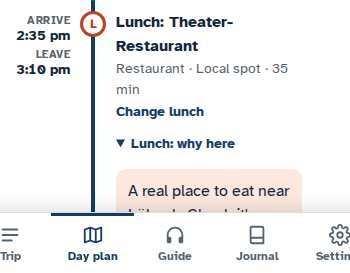 ARRIVE
2:35 pm
LEAVE
3:10 pm
L
Lunch: Theater-
Restaurant
Restaurant · Local spot · 35
min
Change lunch
▼ Lunch: why here
A real place to eat near
Trip
Day plan
Guide
Journal
Settin